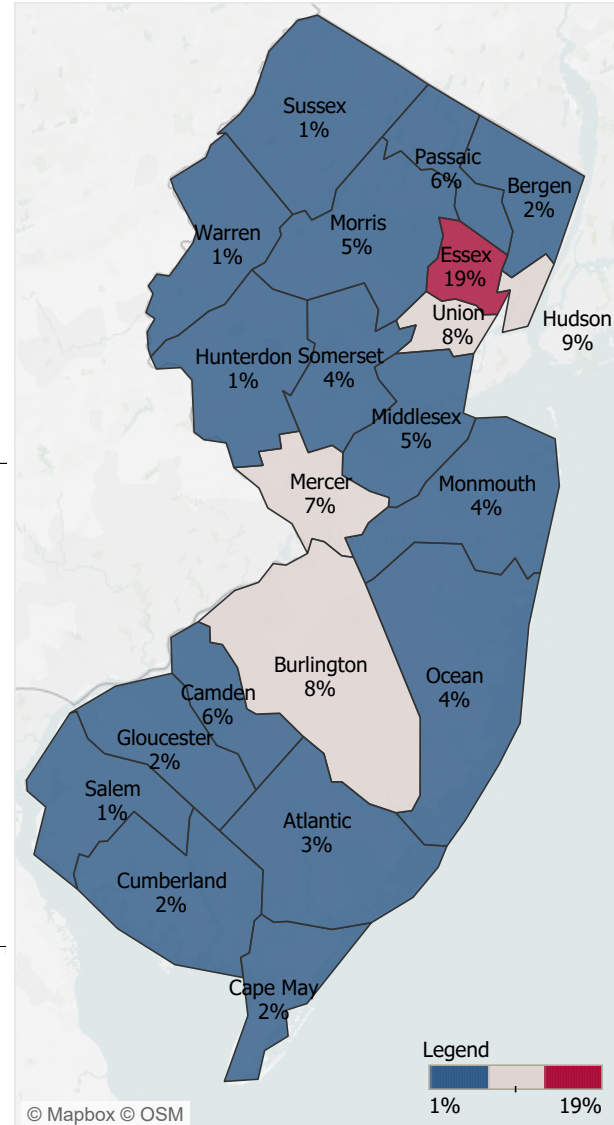 Sussex
1%
Passaic
6%
Bergen
2%
Warren
1%
Morris
5%
Essex
19%
Union
8%
Hudson
9%
Hunterdon
1%
Somerset
4%
Middlesex
5%
Mercer
7%
Monmouth
4%
Burlington
8%
Ocean
4%
Camden
6%
Gloucester
2%
Salem
1%
Atlantic
3%
Cumberland
2%
Cape May
2%
Legend
1% 19%
© Mapbox © OSM